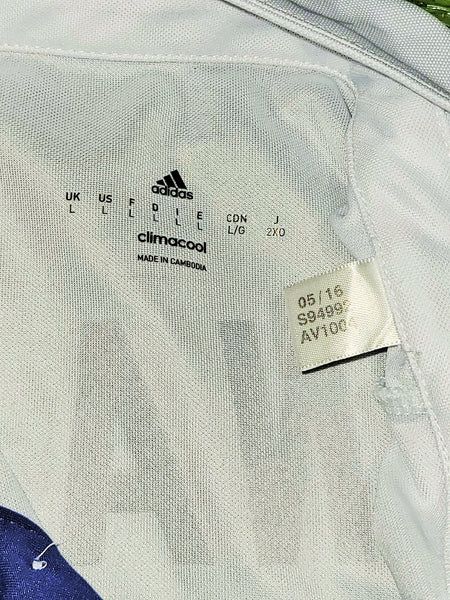 adidas
UK US F D I E CDN J
L L L L L L L/G 2XO
climacool
MADE IN CAMBODIA
05/16